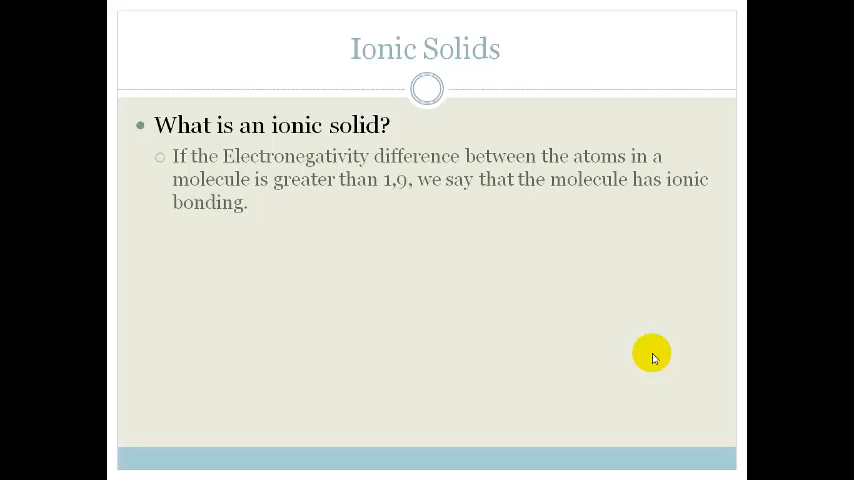 Ionic Solids
What is an ionic solid?
If the Electronegativity difference between the atoms in a
molecule is greater than 1,9, we say that the molecule has ionic
bonding.